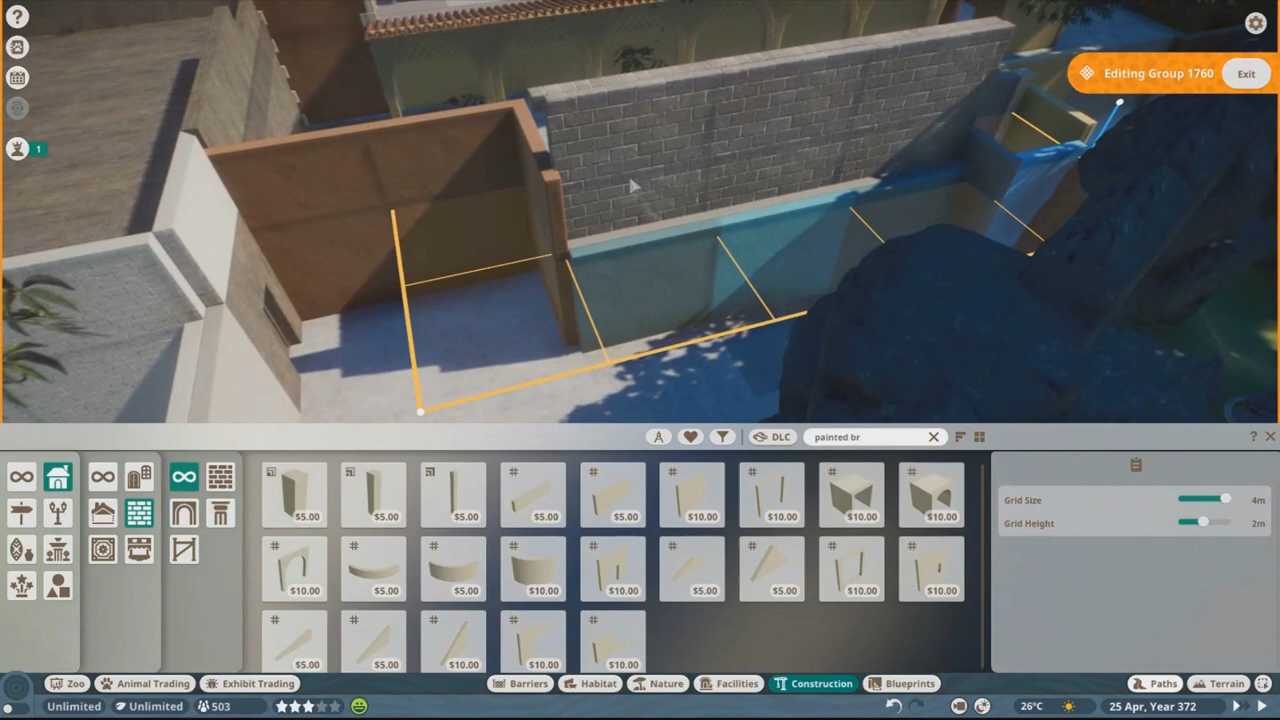 ?
Editing Group 1760 Exit
1
DLC painted br ? 
$5.00 $5.00 $5.00 $5.00 $5.00 $10.00 $10.00 $10.00 $10.00
Grid Size 4m
Grid Height 2m
$10.00 $5.00 $5.00 $10.00 $10.00 $5.00 $5.00 $10.00 $10.00
$5.00 $5.00 $10.00 $10.00 $10.00
Zoo Animal Trading Exhibit Trading Barriers Habitat Nature Facilities Construction Blueprints Paths Terrain
Unlimited Unlimited 503 26°C 25 Apr, Year 372